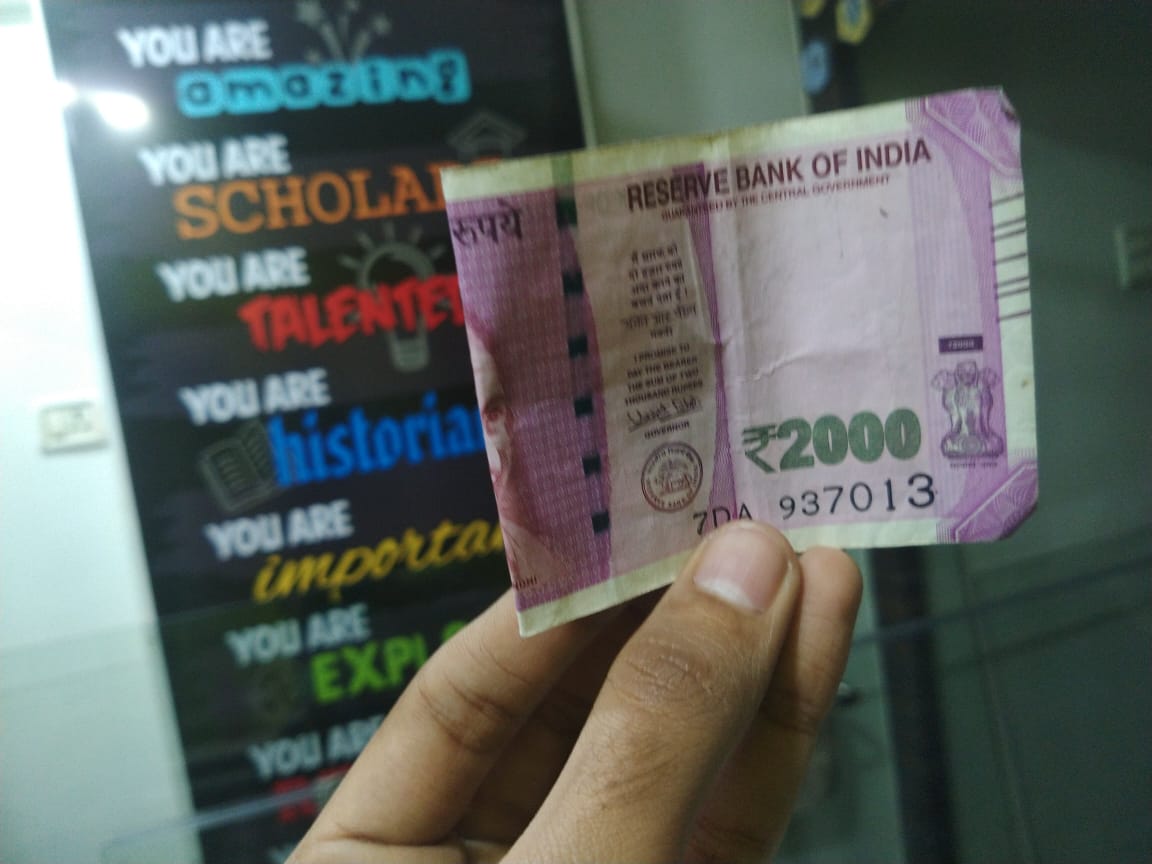 YOU ARE
amazing
YOU ARE
SCHOLAR
YOU ARE
TALENTE
YOU ARE
historian
YOU ARE
importan
YOU ARE
EXPL
YOU ARE
रुपये
RESERVE BANK OF INDIA
GUARANTEED BY THE CENTRAL GOVERNMENT
I PROMISE TO
PAY THE BEARER
THE SUM OF TWO
THOUSAND RUPEES
GOVERNOR
₹2000
7DA 937013